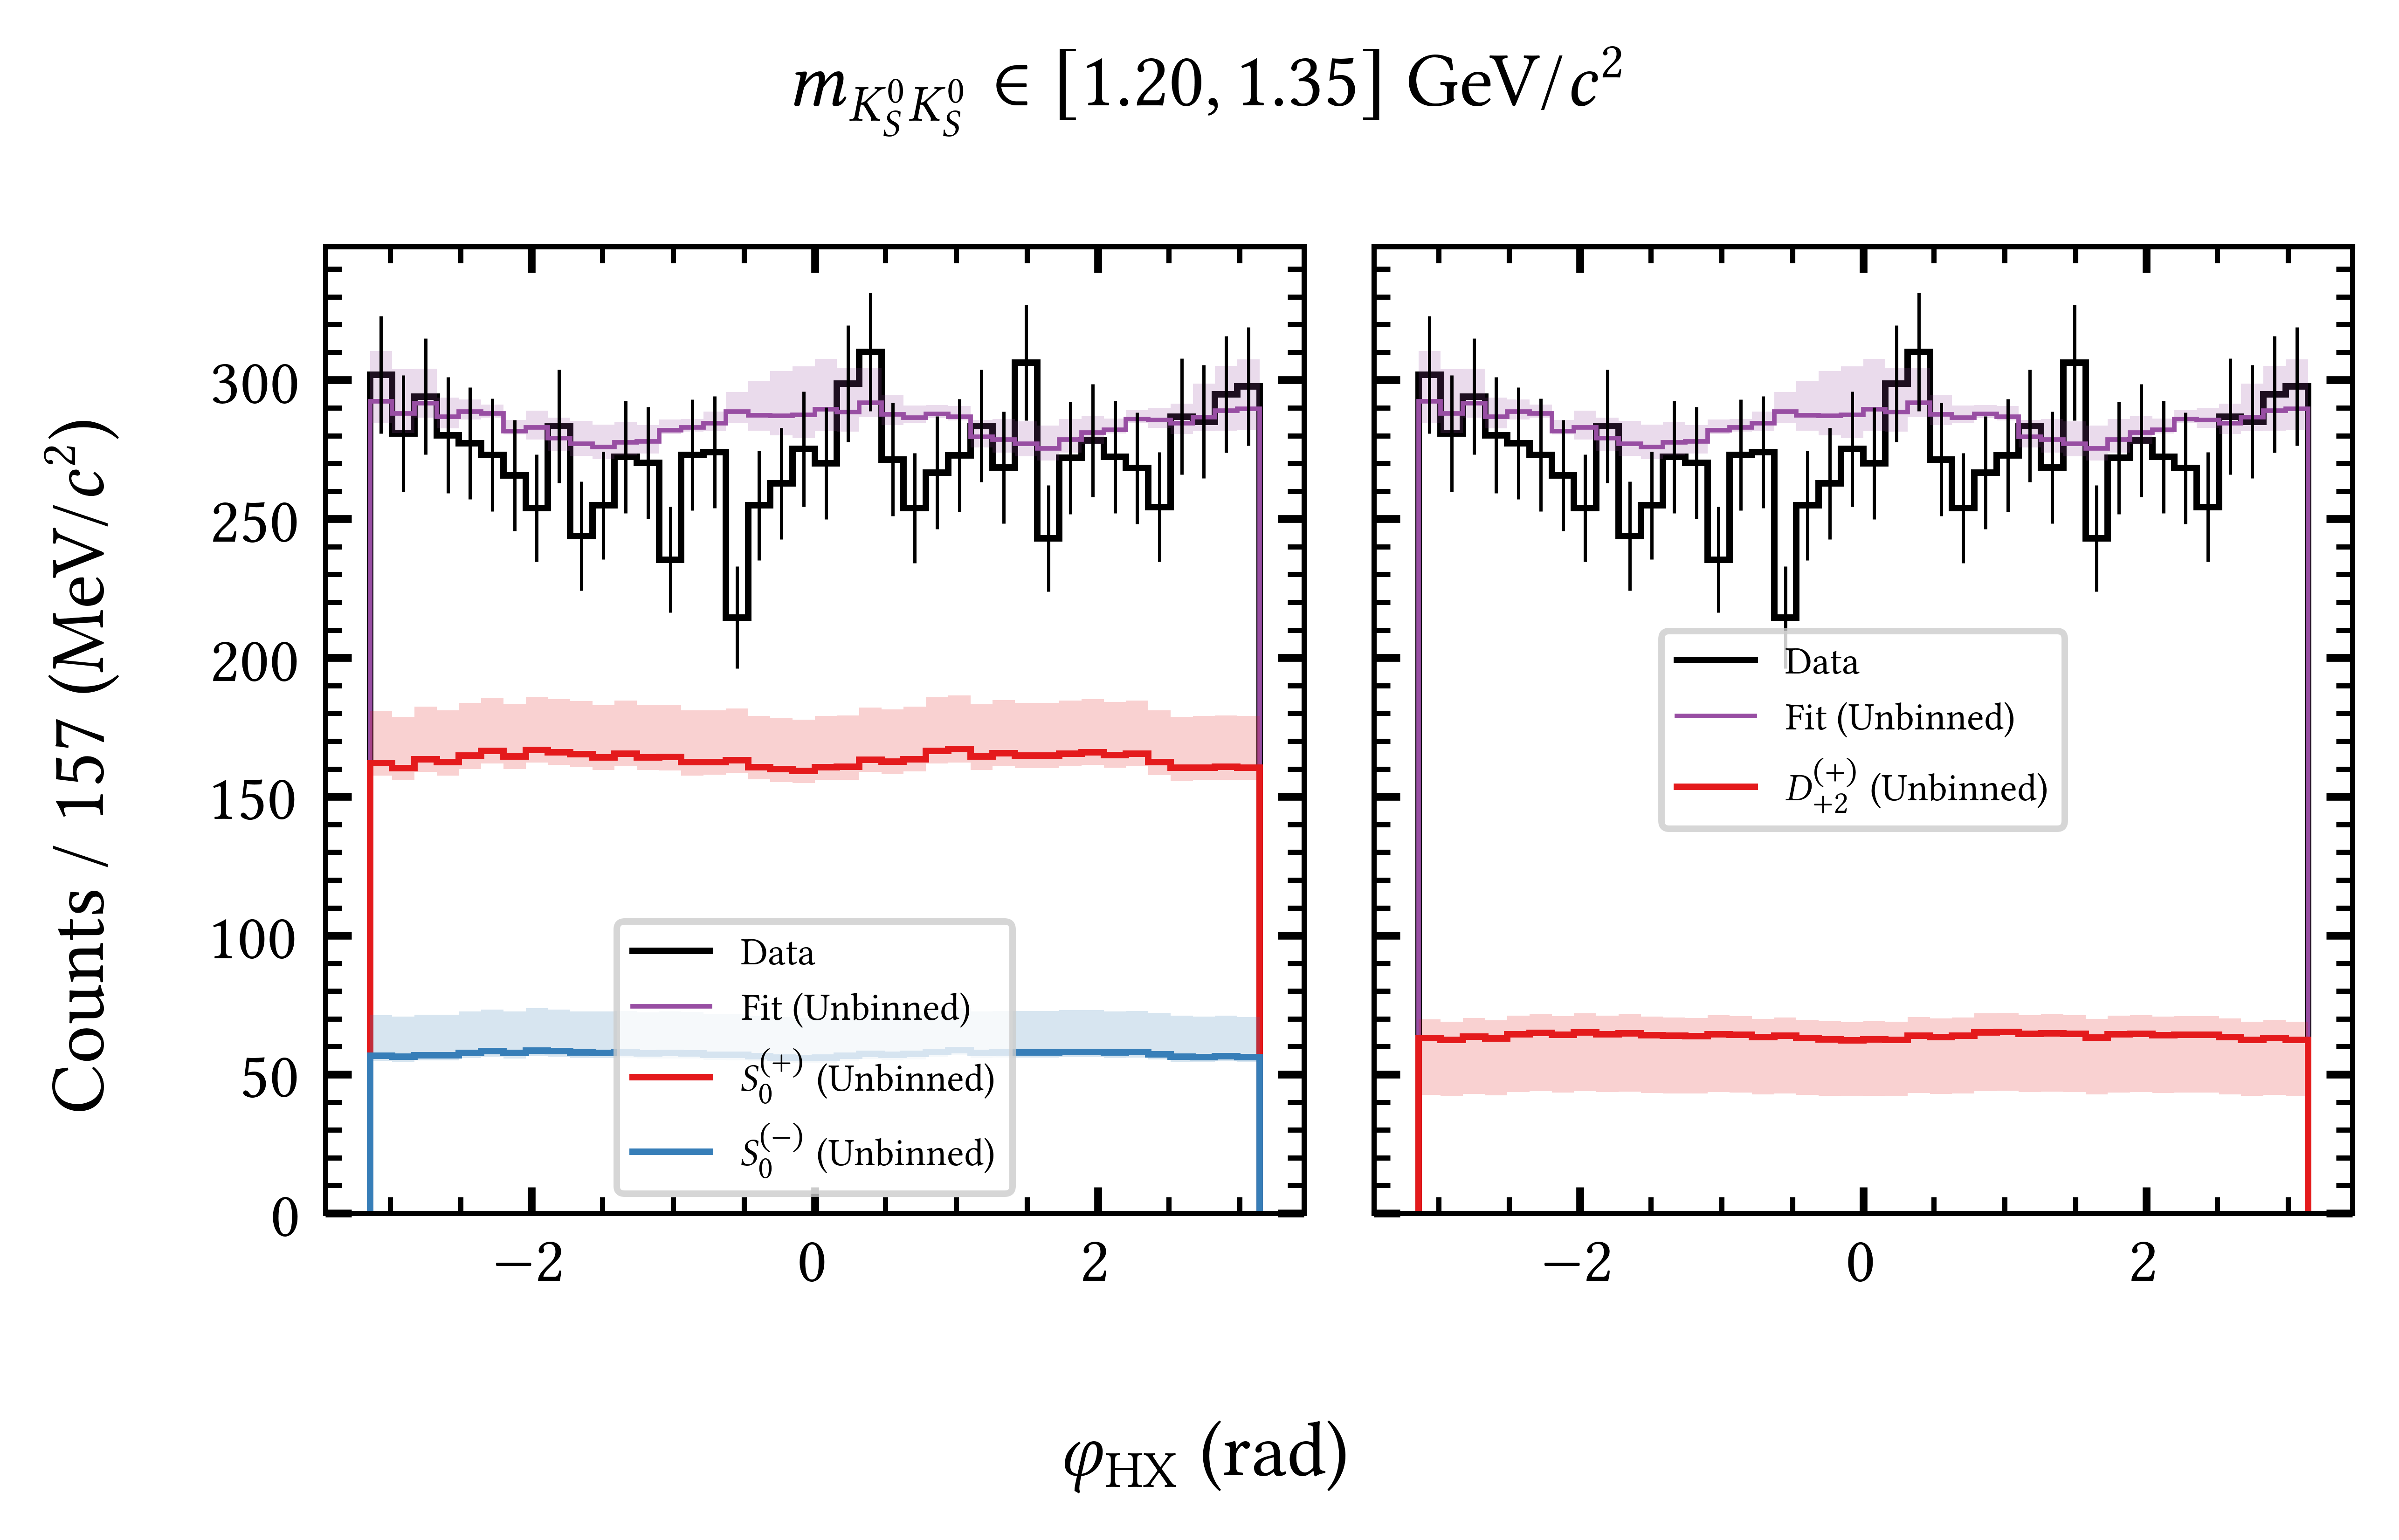 m_{K_S^0 K_S^0} ∈ [1.20, 1.35] GeV/c²
Counts / 157 (MeV/c²)
300
250
200
150
100
50
0
−2
0
2
Data
Fit (Unbinned)
S_0^{(+)} (Unbinned)
S_0^{(−)} (Unbinned)
Data
Fit (Unbinned)
D_{+2}^{(+)} (Unbinned)
−2
0
2
φ_{HX} (rad)